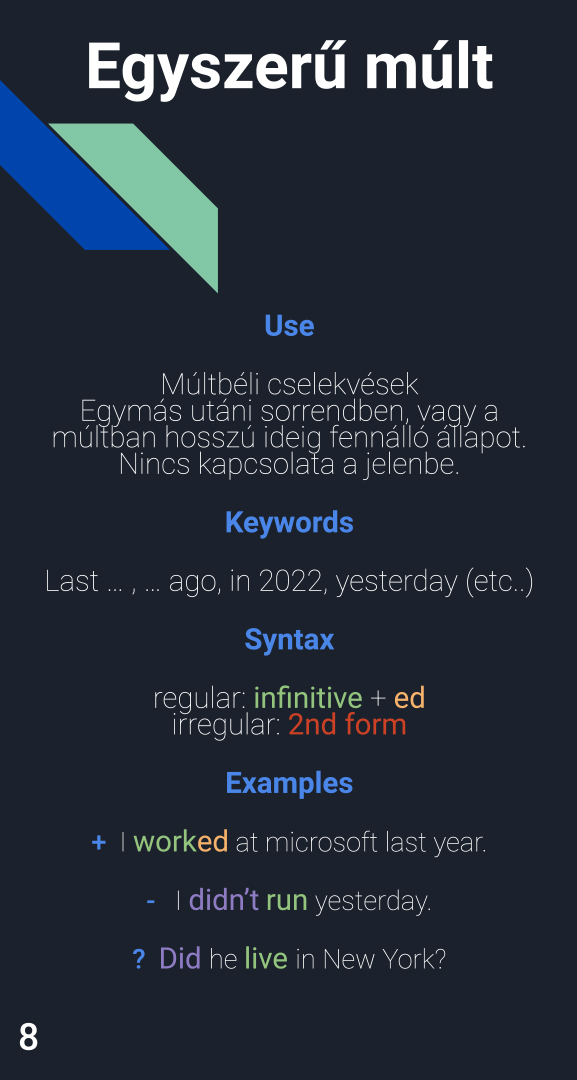 Egyszerű múlt
Use
Múltbéli cselekvések
Egymás utáni sorrendben, vagy a
múltban hosszú ideig fennálló állapot.
Nincs kapcsolata a jelenbe.
Keywords
Last ... , ... ago, in 2022, yesterday (etc..)
Syntax
regular: infinitive + ed
irregular: 2nd form
Examples
+ I worked at microsoft last year.
- I didn’t run yesterday.
? Did he live in New York?
8